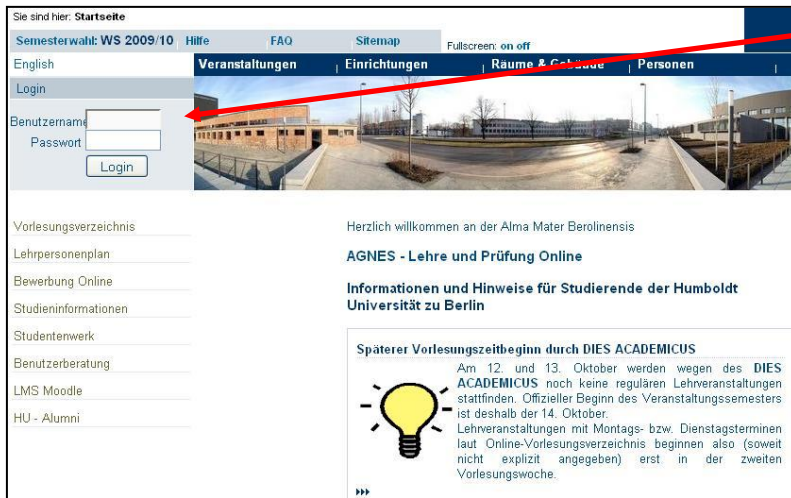 Sie sind hier: Startseite
Semesterwahl: WS 2009/10 Hilfe FAQ Sitemap Fullscreen: on off
English
Veranstaltungen Einrichtungen Räume & Gebäude Personen
Login
Benutzername
Passwort
Login
Vorlesungsverzeichnis
Lehrpersonenplan
Bewerbung Online
Studieninformationen
Studentenwerk
Benutzerberatung
LMS Moodle
HU - Alumni
Herzlich willkommen an der Alma Mater Berolinensis
AGNES - Lehre und Prüfung Online
Informationen und Hinweise für Studierende der Humboldt
Universität zu Berlin
Späterer Vorlesungszeitbeginn durch DIES ACADEMICUS
Am 12. und 13. Oktober werden wegen des DIES
ACADEMICUS noch keine regulären Lehrveranstaltungen
stattfinden. Offizieller Beginn des Veranstaltungssemesters
ist deshalb der 14. Oktober.
Lehrveranstaltungen mit Montags- bzw. Dienstagsterminen
laut Online-Vorlesungsverzeichnis beginnen also (soweit
nicht explizit angegeben) erst in der zweiten
Vorlesungswoche.